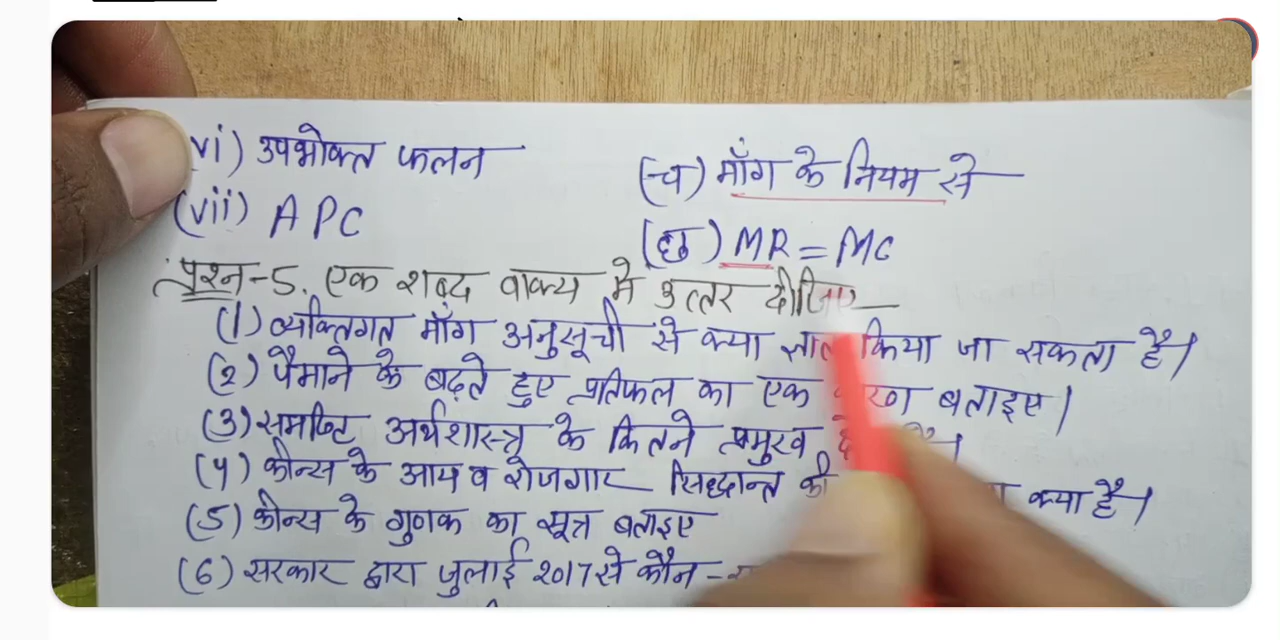 vi) उपभोक्त फलन
(च) माँग के नियम से
(vii) APC
(छ) MR = MC
प्रश्न-5. एक शब्द वाक्य मे उत्तर दीजिए—
(1) व्यक्तिगत माँग अनुसूची से क्या किया जा सकता है।
(2) पैमाने के बढ़ते हुए प्रतिफल का एक बताइए।
(3) समष्टि अर्थशास्त्र के कितने प्रमुख
(4) कीन्स के आय व रोजगार सिद्धान्त की क्या है।
(5) कीन्स के गुणक का सूत्र बताइए
(6) सरकार द्वारा जुलाई 2017 से कौन-